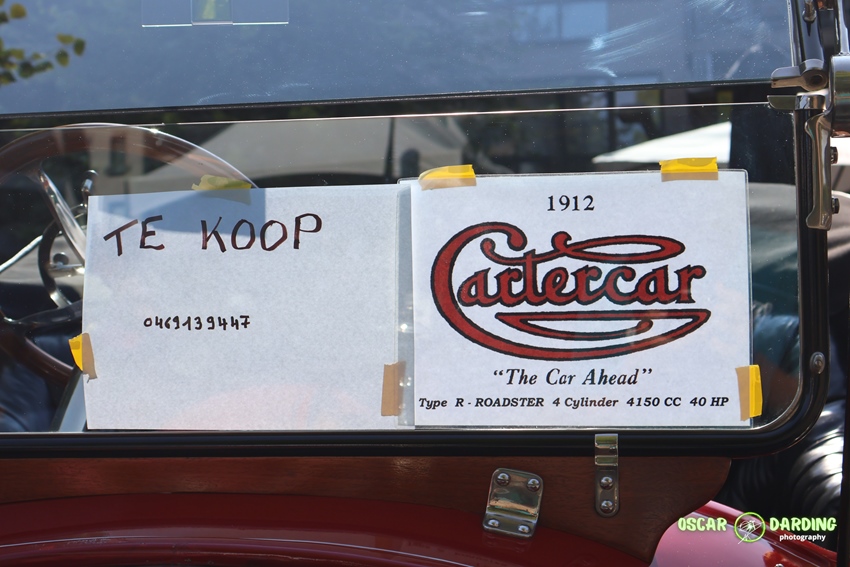 TE KOOP
0469139447
1912
Cartercar
“The Car Ahead”
Type R - ROADSTER 4 Cylinder 4150 CC 40 HP
OSCAR DARDING
photography